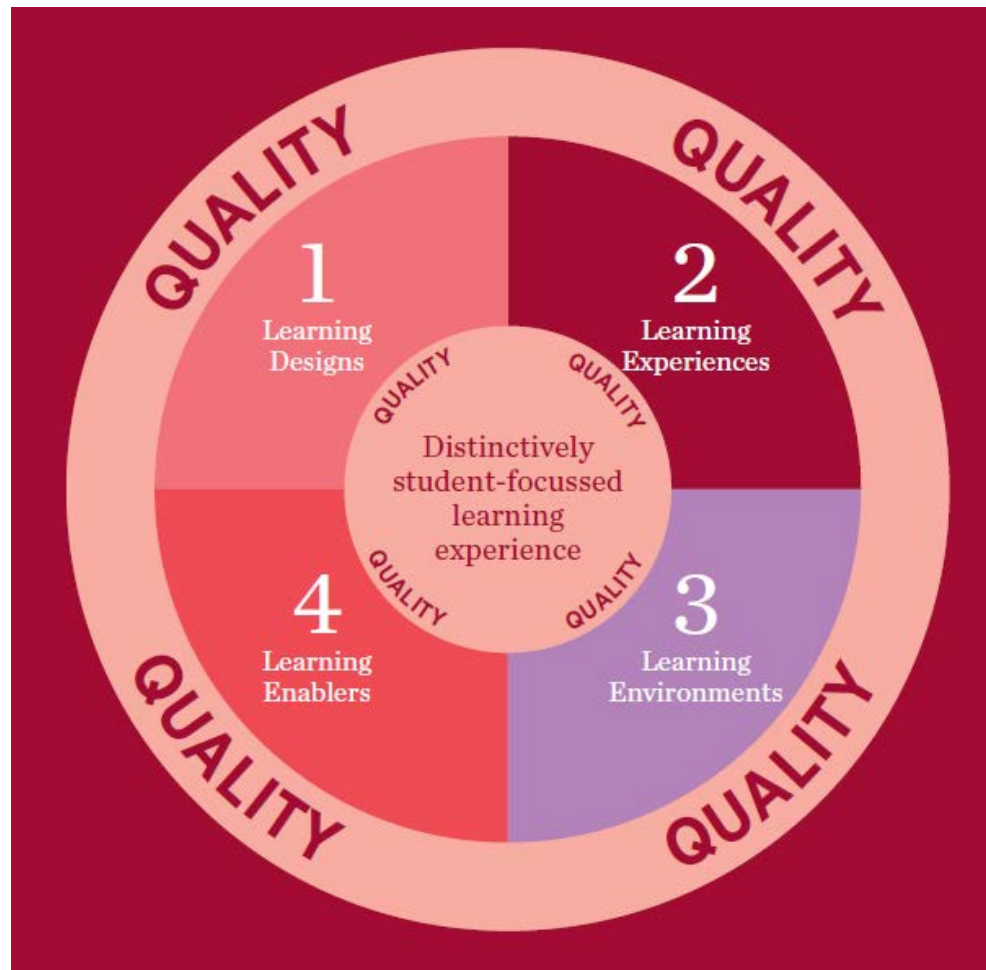 QUALITY
QUALITY
1
Learning
Designs
2
Learning
Experiences
QUALITY
QUALITY
Distinctively
student-focussed
learning
experience
QUALITY
QUALITY
4
Learning
Enablers
3
Learning
Environments
QUALITY
QUALITY